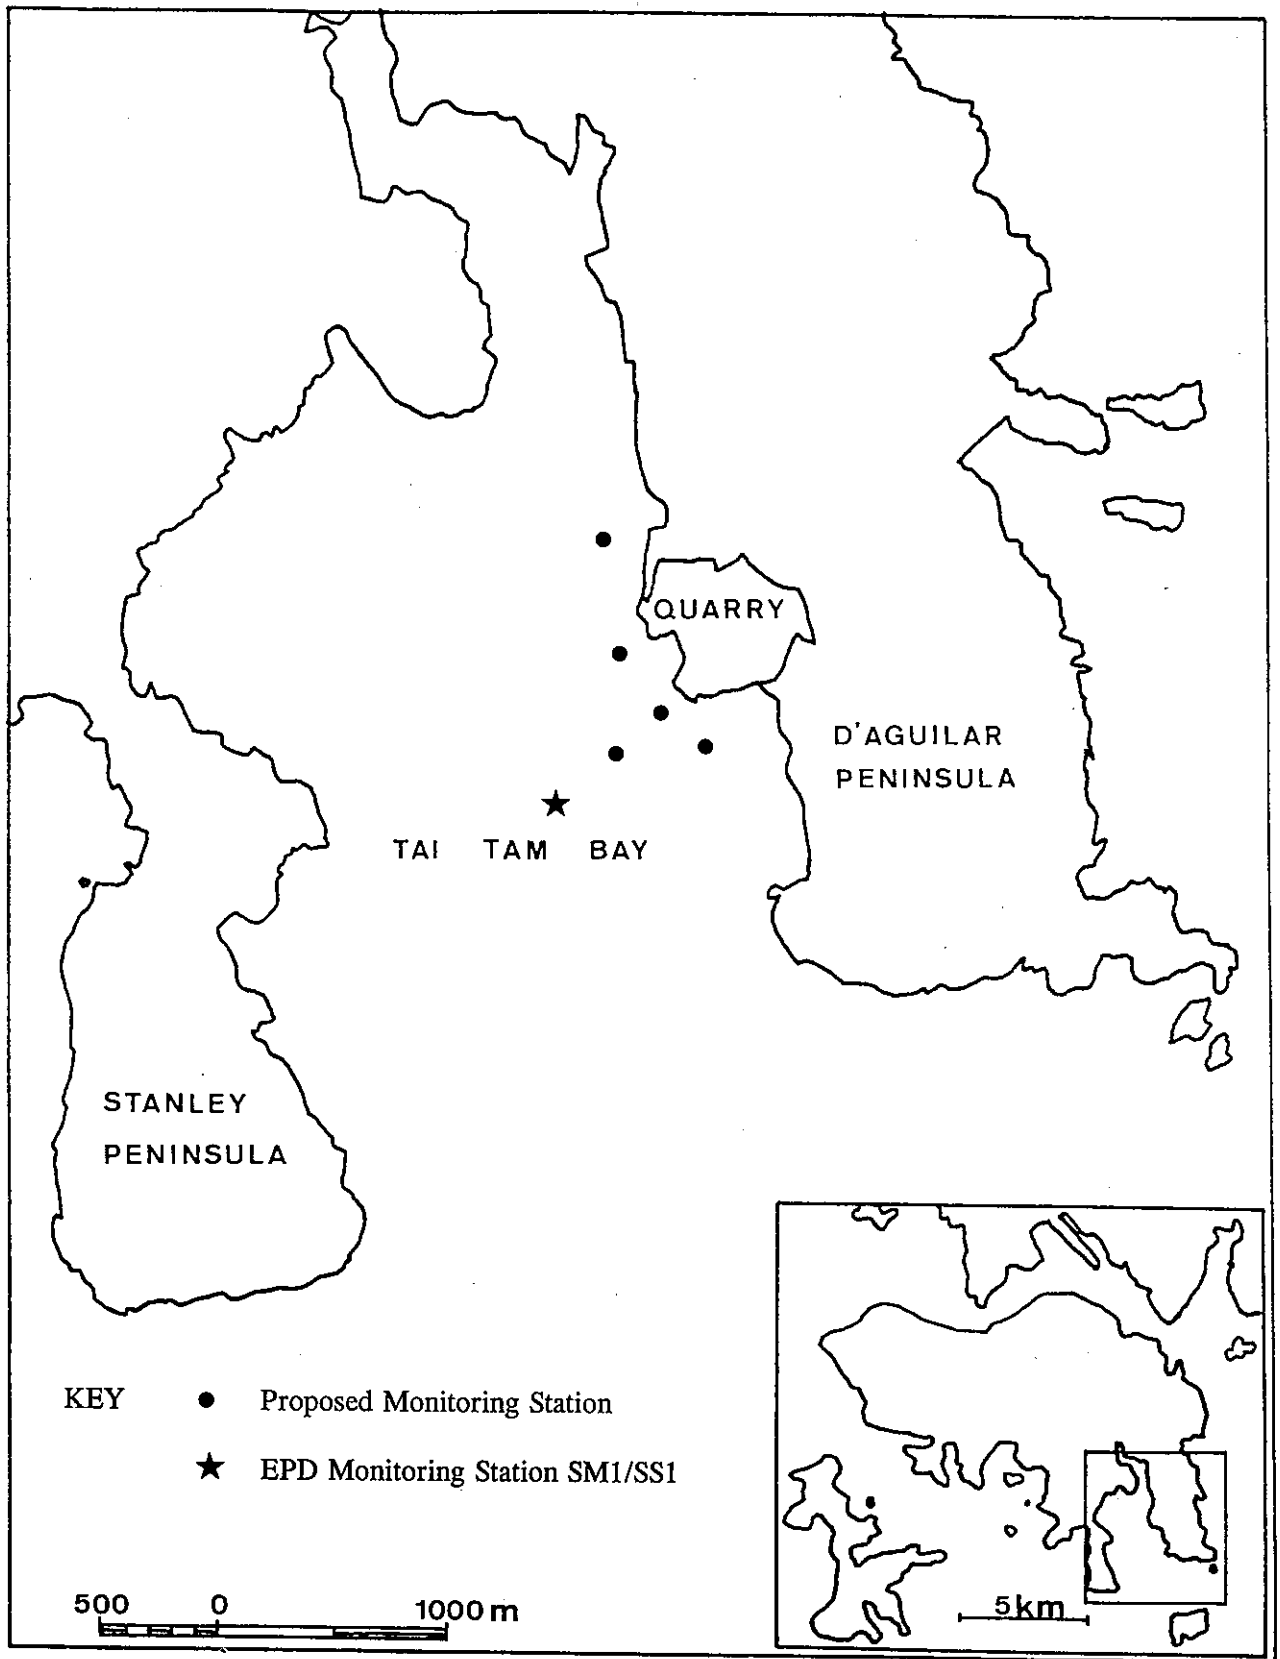 QUARRY
D'AGUILAR
PENINSULA
TAI TAM BAY
STANLEY
PENINSULA
KEY
Proposed Monitoring Station
EPD Monitoring Station SM1/SS1
500 0 1000 m
5km